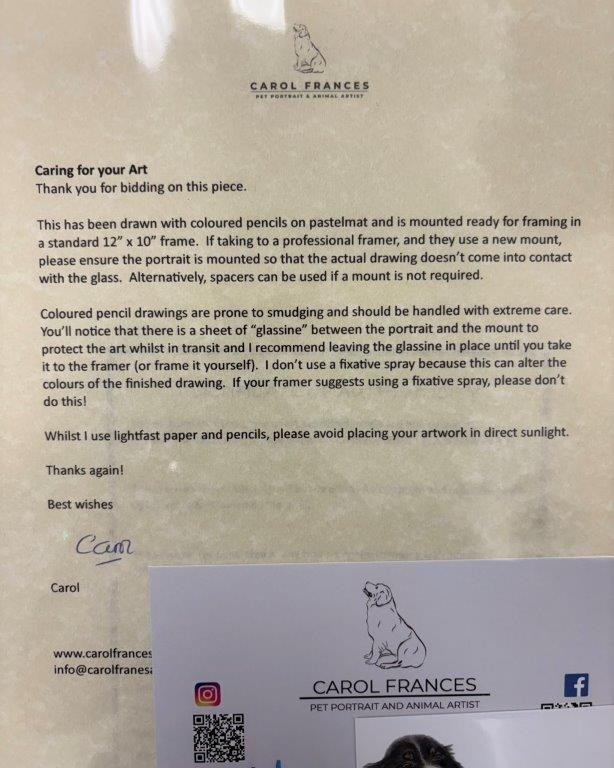 CAROL FRANCES
PET PORTRAIT & ANIMAL ARTIST
Caring for your Art
Thank you for bidding on this piece.
This has been drawn with coloured pencils on pastelmat and is mounted ready for framing in
a standard 12” x 10” frame.  If taking to a professional framer, and they use a new mount,
please ensure the portrait is mounted so that the actual drawing doesn’t come into contact
with the glass.  Alternatively, spacers can be used if a mount is not required.
Coloured pencil drawings are prone to smudging and should be handled with extreme care.
You’ll notice that there is a sheet of “glassine” between the portrait and the mount to
protect the art whilst in transit and I recommend leaving the glassine in place until you take
it to the framer (or frame it yourself).  I don’t use a fixative spray because this can alter the
colours of the finished drawing.  If your framer suggests using a fixative spray, please don’t
do this!
Whilst I use lightfast paper and pencils, please avoid placing your artwork in direct sunlight.
Thanks again!
Best wishes
Carol
Carol
www.carolfrances
info@carolfranes
CAROL FRANCES
PET PORTRAIT AND ANIMAL ARTIST